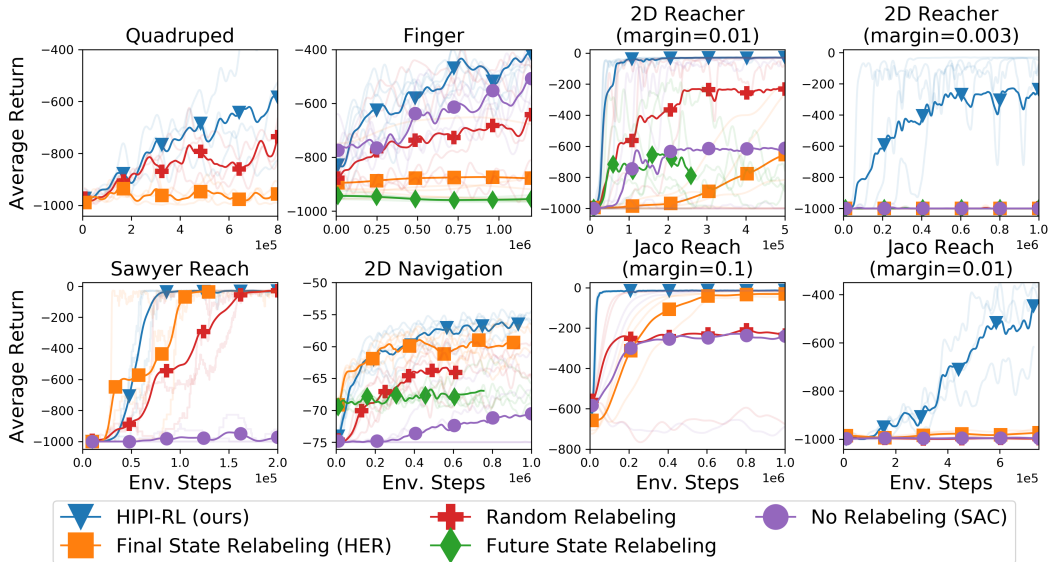 Quadruped
Finger
2D Reacher
(margin=0.01)
2D Reacher
(margin=0.003)
Average Return
−400
−600
−800
−1000
0 2 4 6 8
1e5
−400
−500
−600
−700
−800
−900
−1000
0.00 0.25 0.50 0.75 1.00
1e6
0
−200
−400
−600
−800
−1000
0 1 2 3 4 5
1e5
0
−200
−400
−600
−800
−1000
0.0 0.2 0.4 0.6 0.8 1.0
1e6
Sawyer Reach
2D Navigation
Jaco Reach
(margin=0.1)
Jaco Reach
(margin=0.01)
Average Return
0
−200
−400
−600
−800
−1000
0.0 0.5 1.0 1.5 2.0
Env. Steps
1e5
−50
−55
−60
−65
−70
−75
0.0 0.2 0.4 0.6 0.8 1.0
Env. Steps
1e6
0
−200
−400
−600
−800
0.0 0.2 0.4 0.6 0.8 1.0
Env. Steps
1e6
−400
−600
−800
−1000
0 2 4 6
Env. Steps
1e5
HIPI-RL (ours)
Random Relabeling
No Relabeling (SAC)
Final State Relabeling (HER)
Future State Relabeling